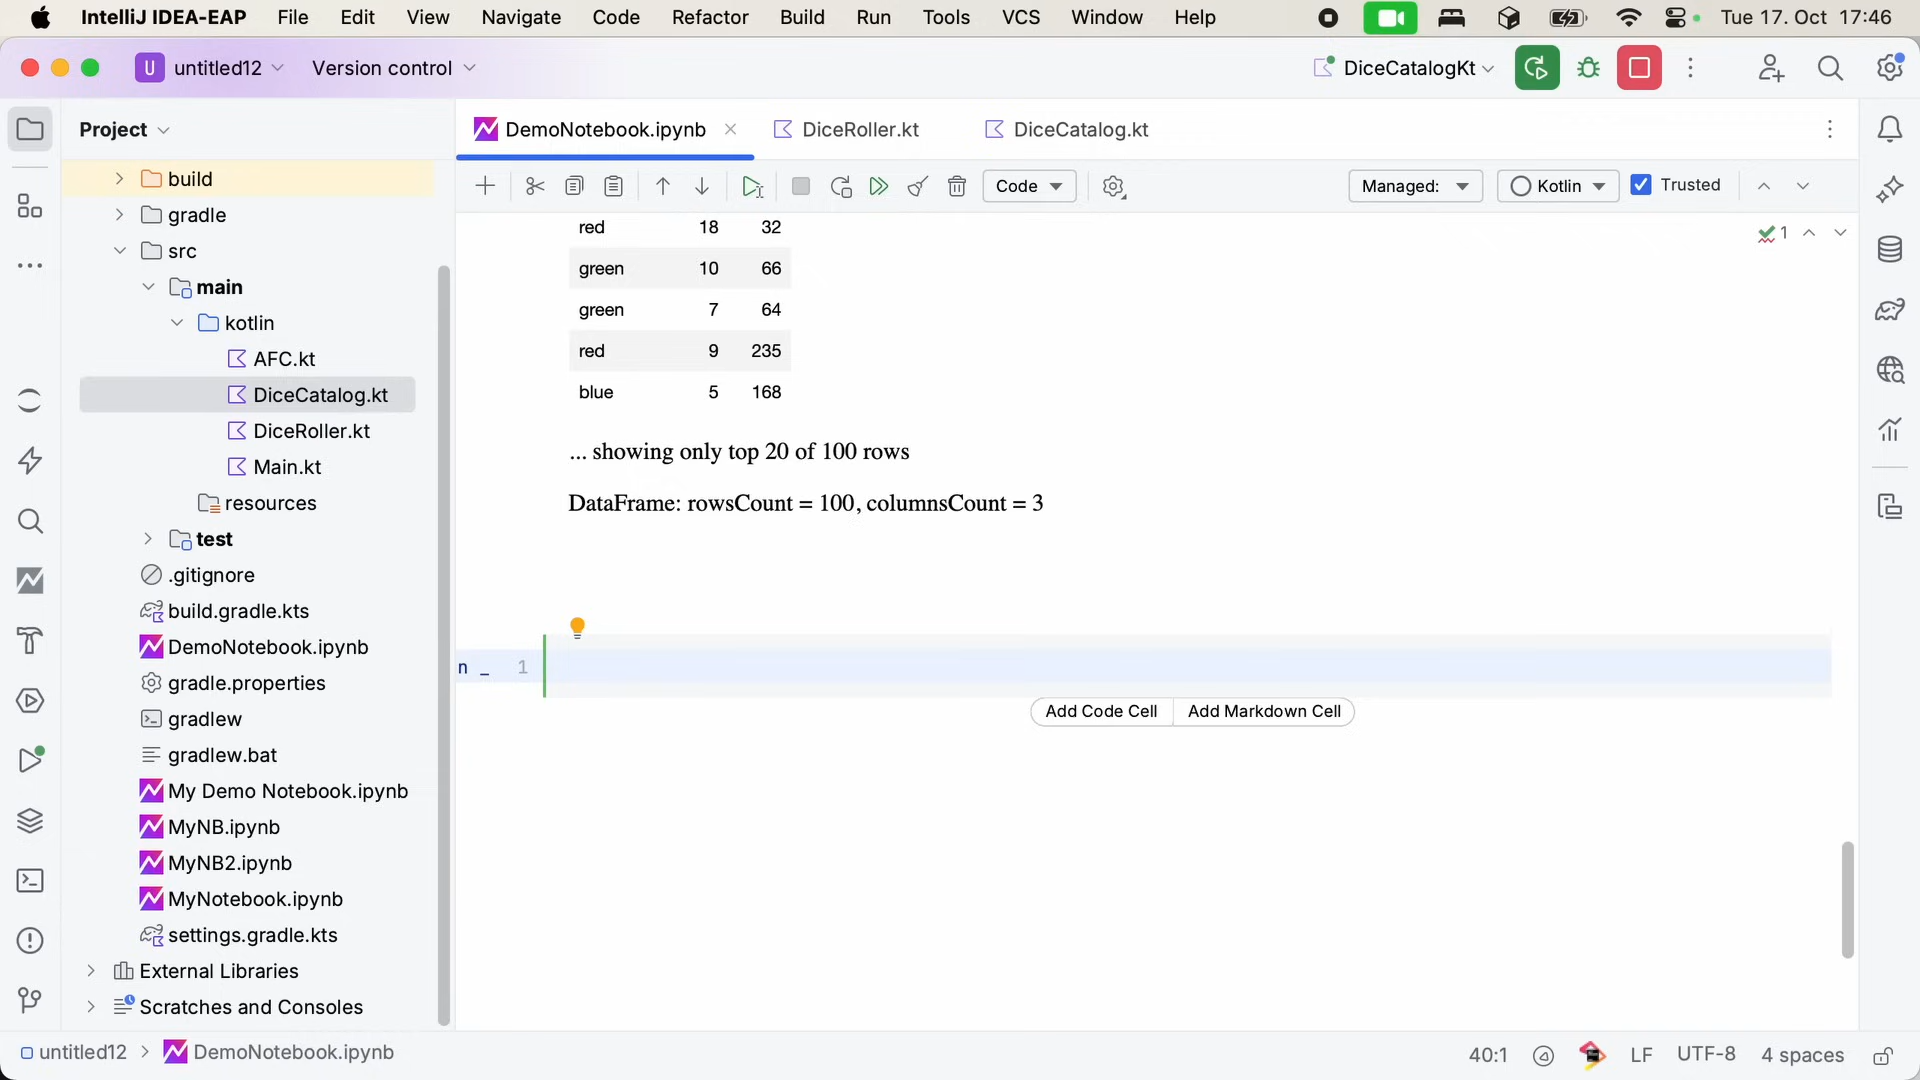 IntelliJ IDEA-EAP File Edit View Navigate Code Refactor Build Run Tools VCS Window Help Tue 17. Oct 17:46
U untitled12 Version control DiceCatalogKt
Project
DemoNotebook.ipynb DiceRoller.kt DiceCatalog.kt
Code Managed: Kotlin Trusted
build
gradle
src
main
kotlin
AFC.kt
DiceCatalog.kt
DiceRoller.kt
Main.kt
resources
test
.gitignore
build.gradle.kts
DemoNotebook.ipynb
gradle.properties
gradlew
gradlew.bat
My Demo Notebook.ipynb
MyNB.ipynb
MyNB2.ipynb
MyNotebook.ipynb
settings.gradle.kts
External Libraries
Scratches and Consoles
red 18 32
1
green 10 66
green 7 64
red 9 235
blue 5 168
... showing only top 20 of 100 rows
DataFrame: rowsCount = 100, columnsCount = 3
n _ 1
Add Code Cell Add Markdown Cell
untitled12 > DemoNotebook.ipynb 40:1 LF UTF-8 4 spaces